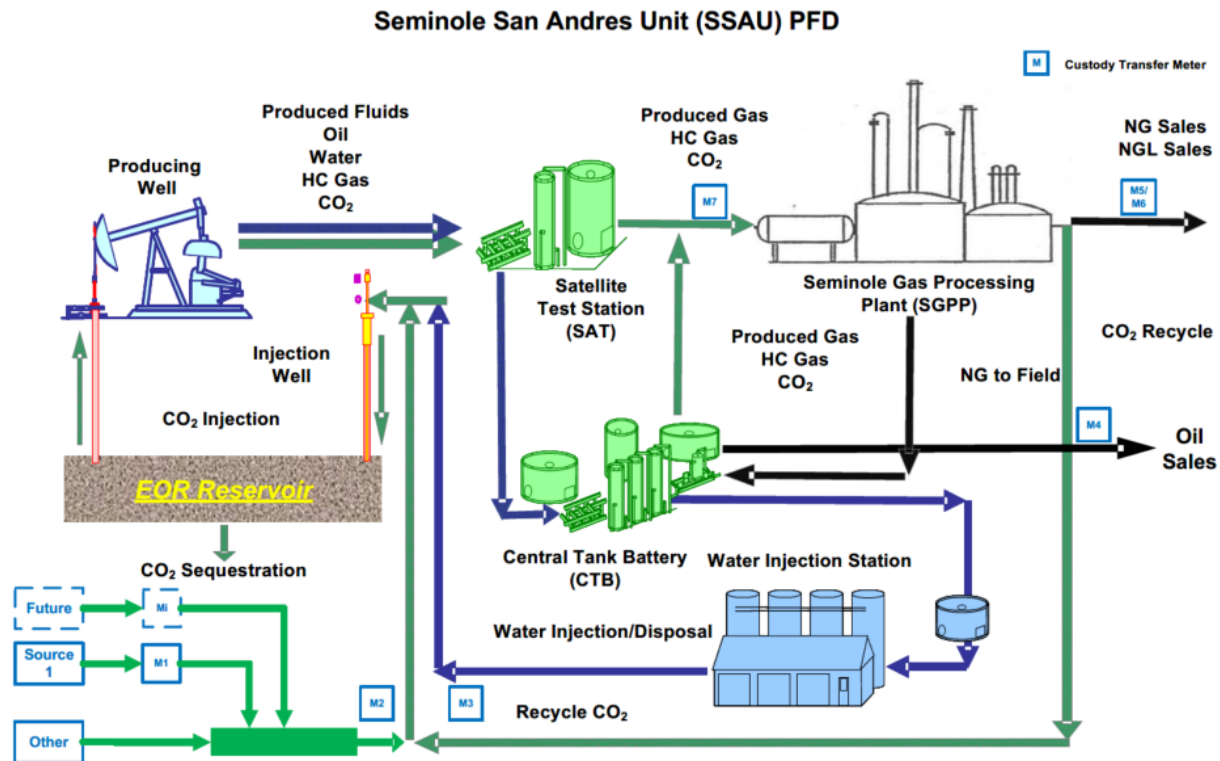 Seminole San Andres Unit (SSAU) PFD
M
Custody Transfer Meter
Produced Fluids
Oil
Water
HC Gas
CO₂
Produced Gas
HC Gas
CO₂
NG Sales
NGL Sales
Producing
Well
M7
M5/
M6
Satellite
Test Station
(SAT)
Seminole Gas Processing
Plant (SGPP)
Injection
Well
Produced Gas
HC Gas
CO₂
CO₂ Recycle
NG to Field
CO₂ Injection
M4
Oil
Sales
EOR Reservoir
Central Tank Battery
(CTB)
Water Injection Station
CO₂ Sequestration
Future
Mi
Water Injection/Disposal
Source
1
M1
M2
M3
Recycle CO₂
Other